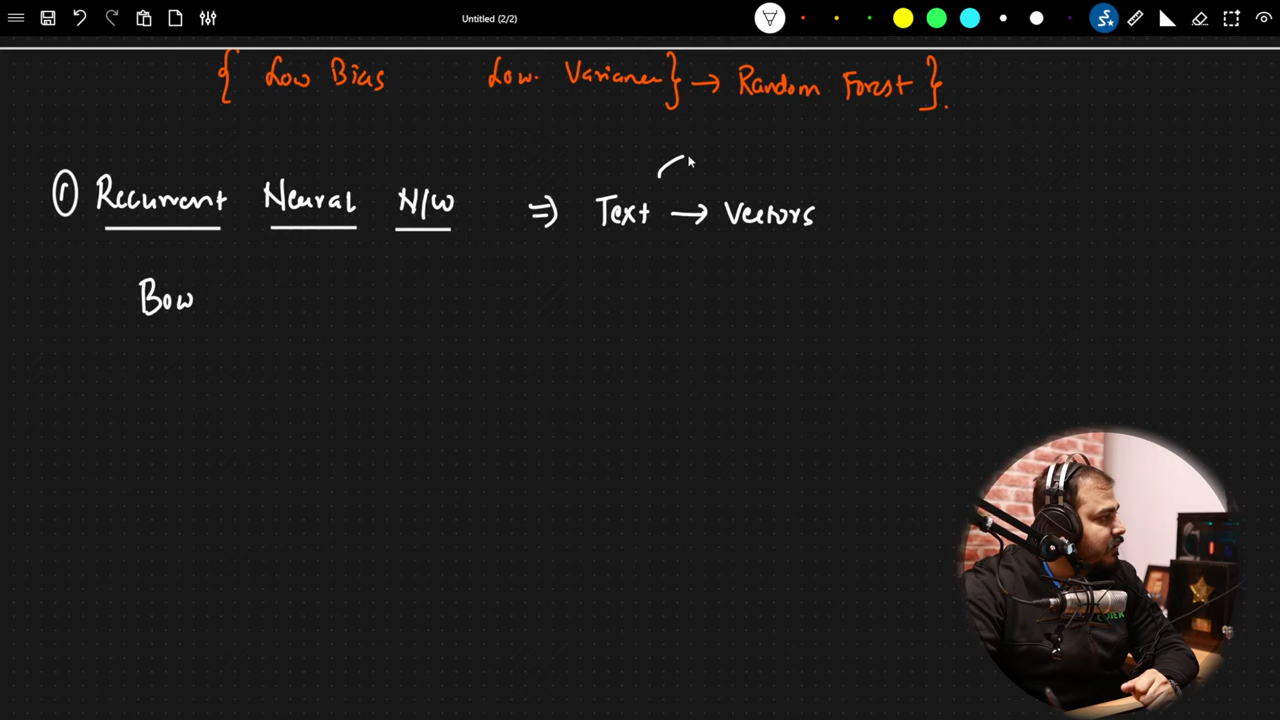 Untitled (2/2)
{ Low Bias Low. Variance } → Random Forest }.
① Recurrent Neural N/W ⇒ Text → Vectors
BOW